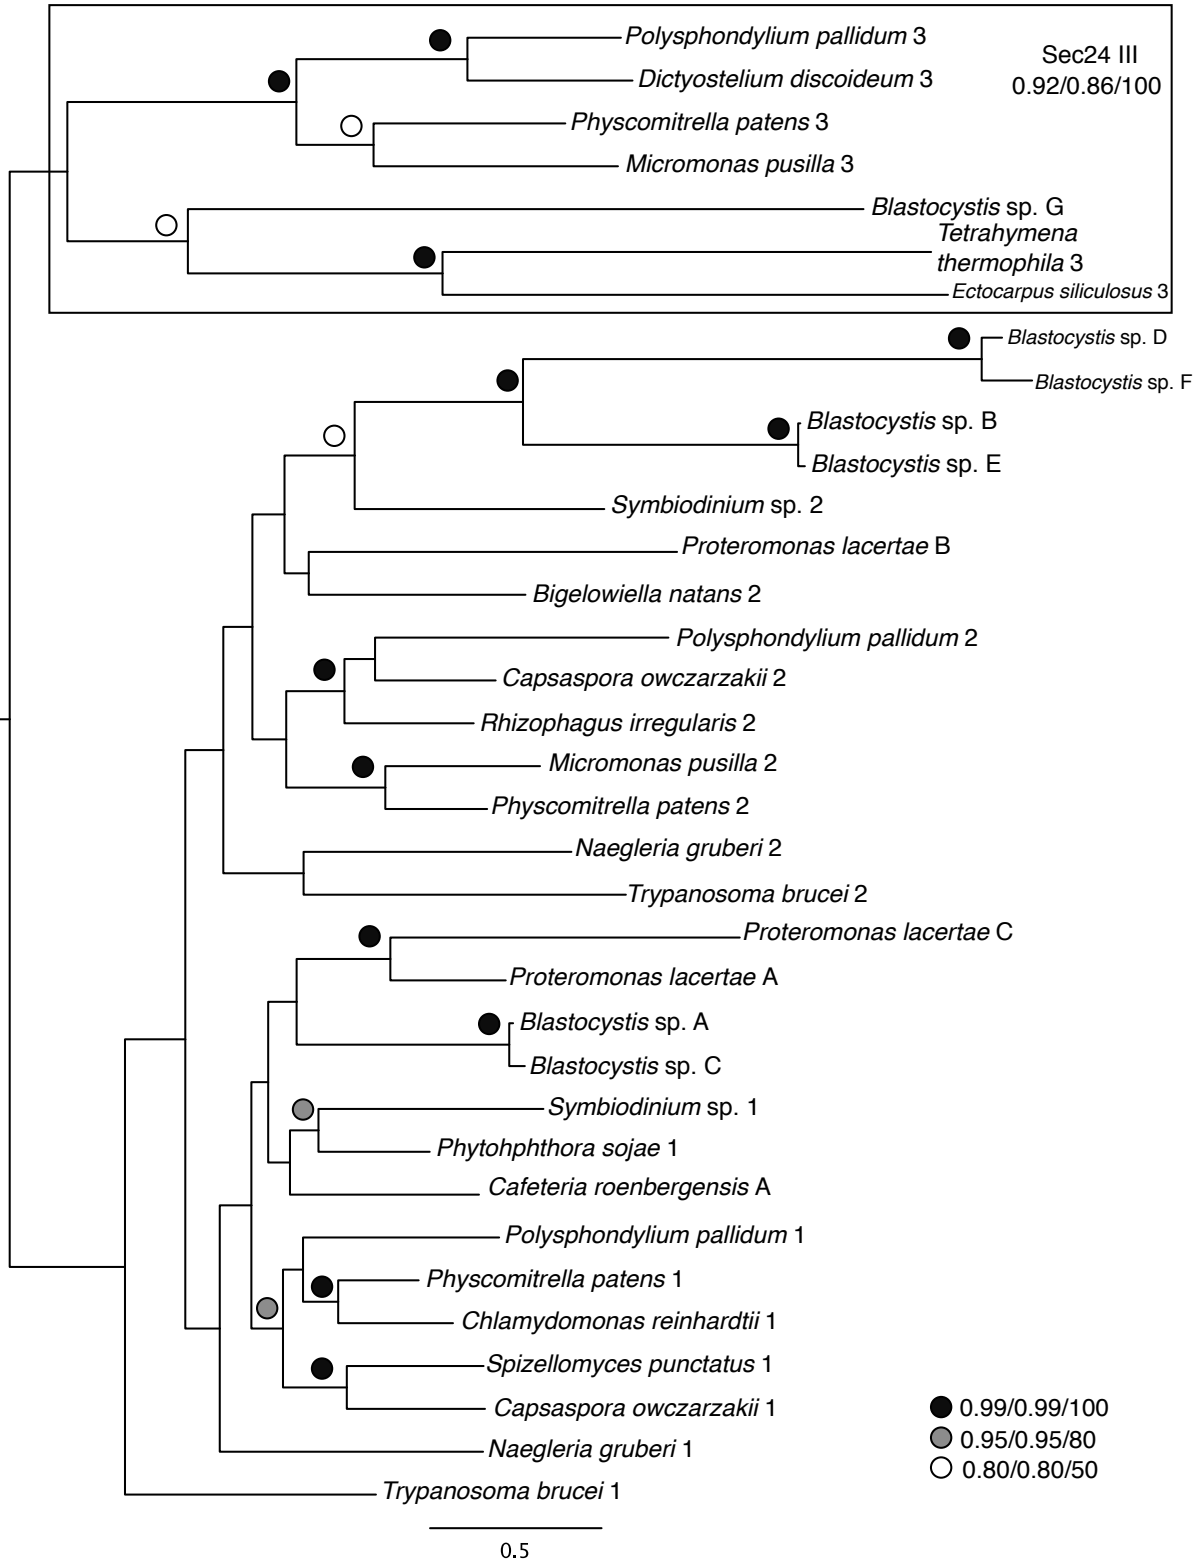 Polysphondylium pallidum 3
Sec24 III
0.92/0.86/100
Dictyostelium discoideum 3
Physcomitrella patens 3
Micromonas pusilla 3
Blastocystis sp. G
Tetrahymena
thermophila 3
Ectocarpus siliculosus 3
Blastocystis sp. D
Blastocystis sp. F
Blastocystis sp. B
Blastocystis sp. E
Symbiodinium sp. 2
Proteromonas lacertae B
Bigelowiella natans 2
Polysphondylium pallidum 2
Capsaspora owczarzakii 2
Rhizophagus irregularis 2
Micromonas pusilla 2
Physcomitrella patens 2
Naegleria gruberi 2
Trypanosoma brucei 2
Proteromonas lacertae C
Proteromonas lacertae A
Blastocystis sp. A
Blastocystis sp. C
Symbiodinium sp. 1
Phytohphthora sojae 1
Cafeteria roenbergensis A
Polysphondylium pallidum 1
Physcomitrella patens 1
Chlamydomonas reinhardtii 1
Spizellomyces punctatus 1
Capsaspora owczarzakii 1
Naegleria gruberi 1
Trypanosoma brucei 1
0.99/0.99/100
0.95/0.95/80
0.80/0.80/50
0.5